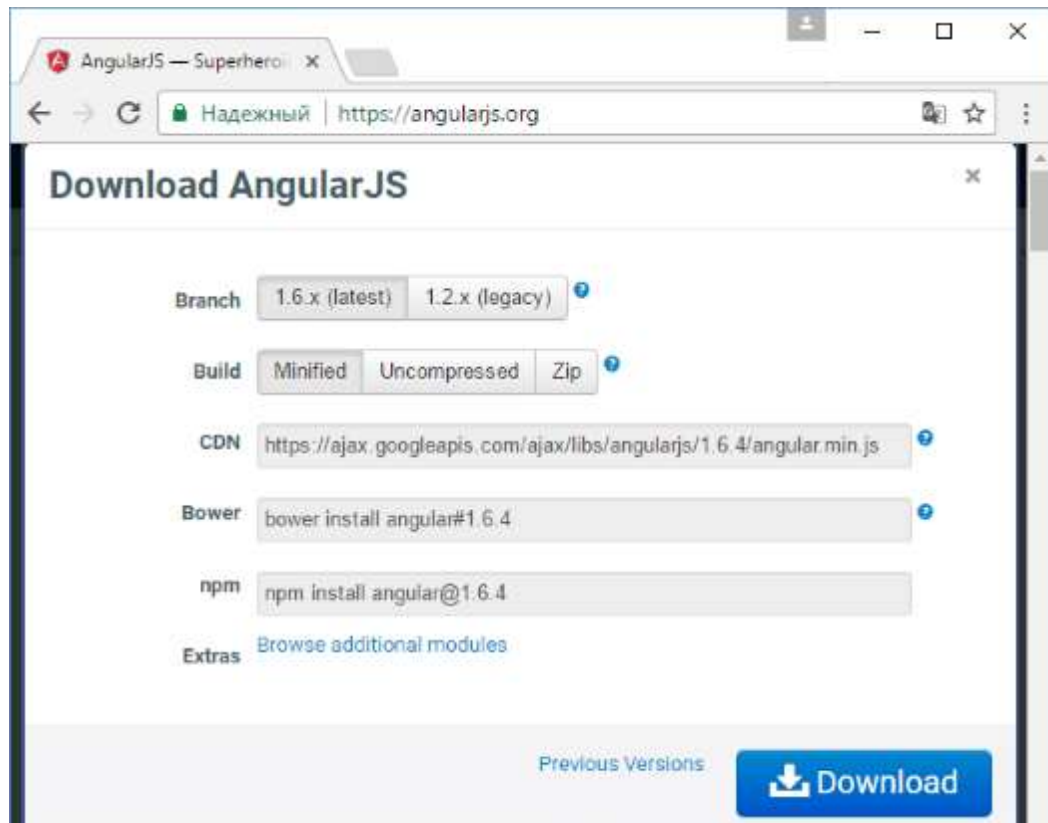 AngularJS — Superheroi
Надежный https://angularjs.org
Download AngularJS
Branch 1.6.x (latest) 1.2.x (legacy)
Build Minified Uncompressed Zip
CDN https://ajax.googleapis.com/ajax/libs/angularjs/1.6.4/angular.min.js
Bower bower install angular#1.6.4
npm npm install angular@1.6.4
Extras Browse additional modules
Previous Versions Download